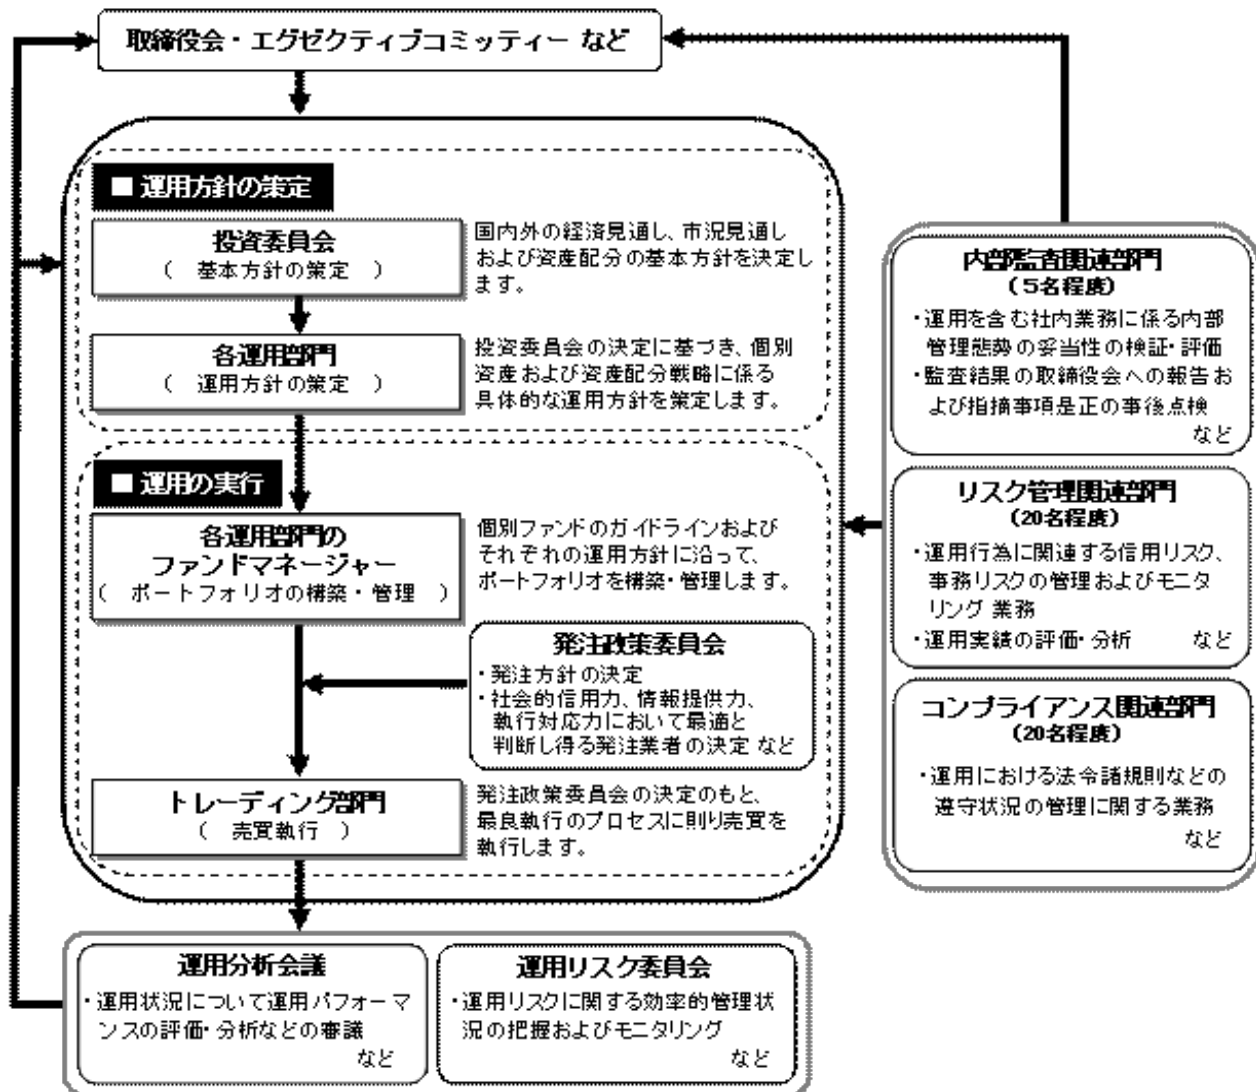 取締役会・エグゼクティブコミッティー など
■ 運用方針の策定
投資委員会
（　基本方針の策定　）
国内外の経済見通し、市況見通し
および資産配分の基本方針を決定し
ます。
各運用部門
（　運用方針の策定　）
投資委員会の決定に基づき、個別
資産および資産配分戦略に係る
具体的な運用方針を策定します。
■ 運用の実行
各運用部門の
ファンドマネージャー
（　ポートフォリオの構築・管理　）
個別ファンドのガイドラインおよび
それぞれの運用方針に沿って、
ポートフォリオを構築・管理します。
発注政策委員会
・発注方針の決定
・社会的信用力、情報提供力、
執行対応力において最適と
判断し得る発注業者の決定 など
トレーディング部門
（　売買執行　）
発注政策委員会の決定のもと、
最良執行のプロセスに則り売買を
執行します。
運用分析会議
・運用状況について運用パフォーマ
ンスの評価・分析などの審議
など
運用リスク委員会
・運用リスクに関する効率的管理状
況の把握およびモニタリング
など
内部監査関連部門
（5名程度）
・運用を含む社内業務に係る内部
管理態勢の妥当性の検証・評価
・監査結果の取締役会への報告お
よび指摘事項是正の事後点検
など
リスク管理関連部門
（20名程度）
・運用行為に関連する信用リスク、
事務リスクの管理およびモニタ
リング 業務
・運用実績の評価・分析　　など
コンプライアンス関連部門
（20名程度）
・運用における法令諸規則などの
遵守状況の管理に関する業務
など